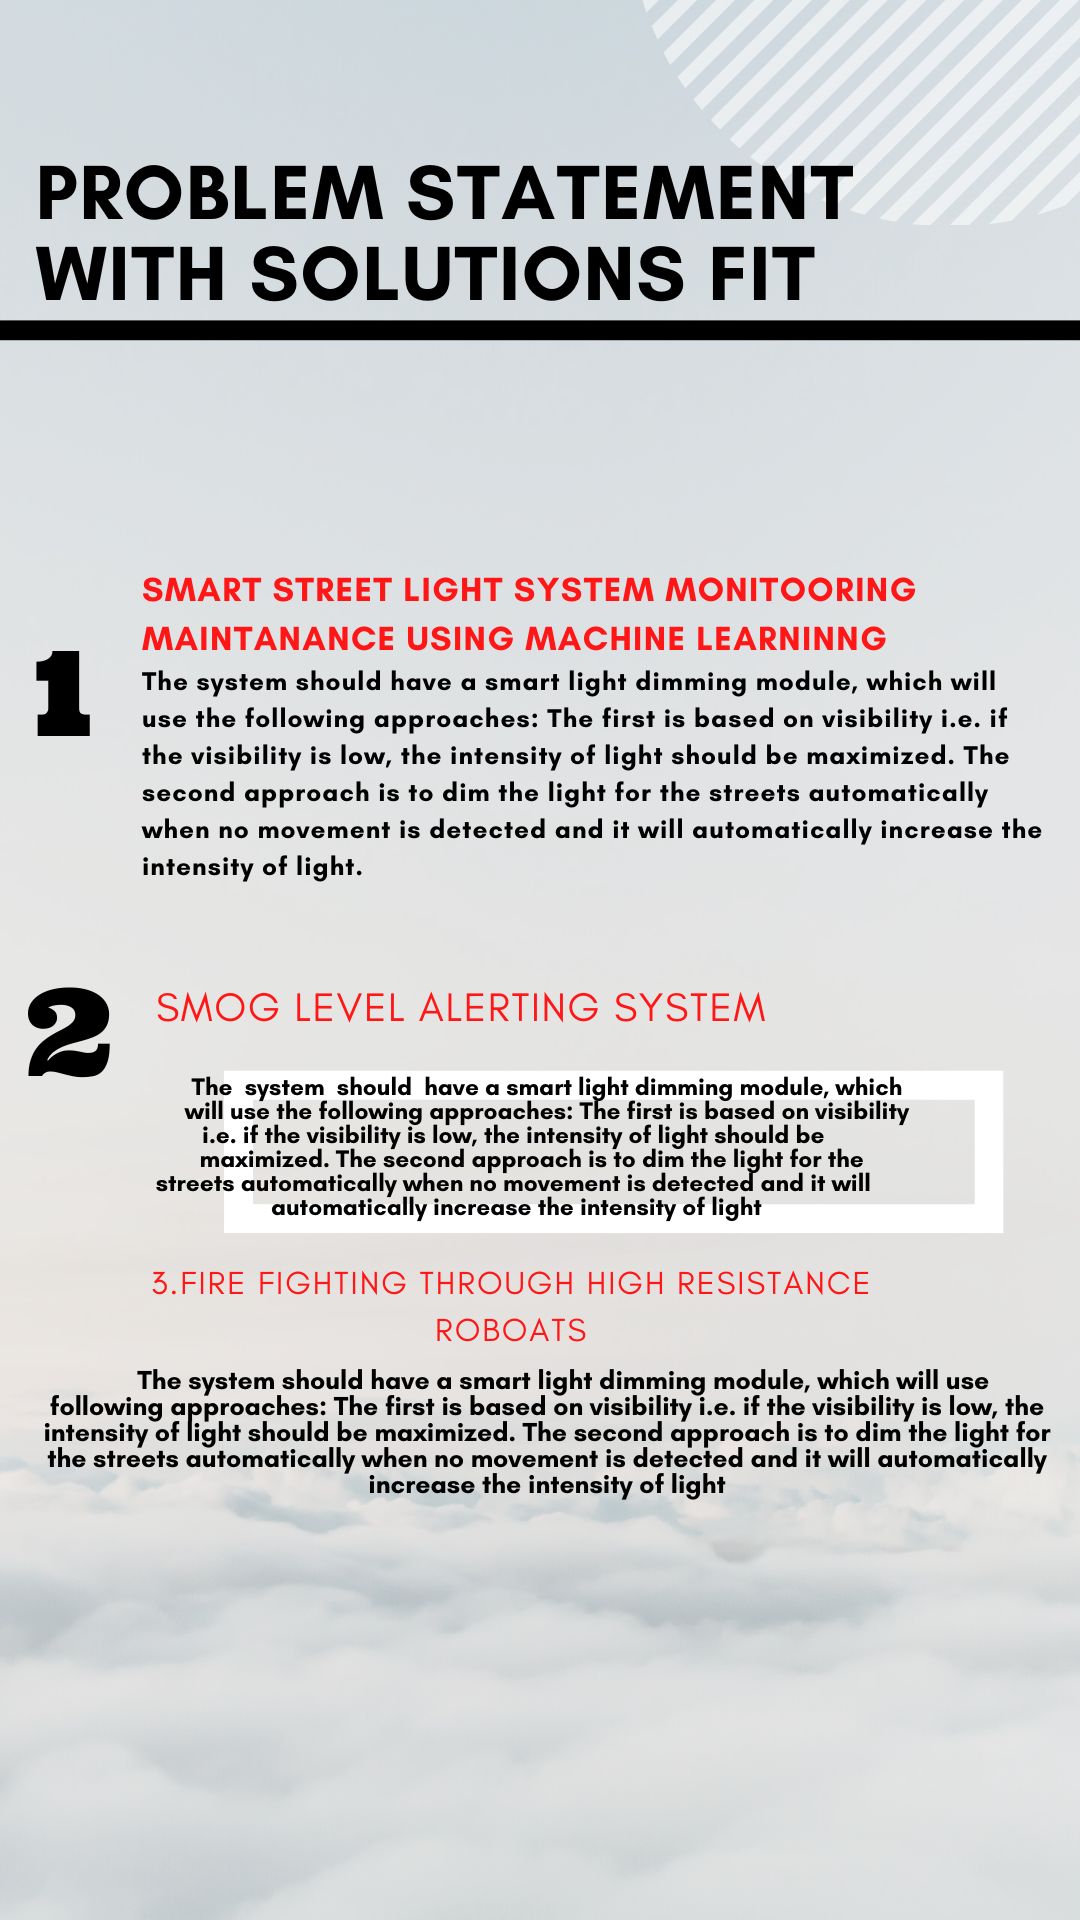 PROBLEM STATEMENT
WITH SOLUTIONS FIT
1
SMART STREET LIGHT SYSTEM MONITOORING
MAINTANANCE USING MACHINE LEARNINNG
The system should have a smart light dimming module, which will
use the following approaches: The first is based on visibility i.e. if
the visibility is low, the intensity of light should be maximized. The
second approach is to dim the light for the streets automatically
when no movement is detected and it will automatically increase the
intensity of light.
2
SMOG LEVEL ALERTING SYSTEM
The system should have a smart light dimming module, which
will use the following approaches: The first is based on visibility
i.e. if the visibility is low, the intensity of light should be
maximized. The second approach is to dim the light for the
streets automatically when no movement is detected and it will
automatically increase the intensity of light
3.FIRE FIGHTING THROUGH HIGH RESISTANCE
ROBOATS
The system should have a smart light dimming module, which will use
following approaches: The first is based on visibility i.e. if the visibility is low, the
intensity of light should be maximized. The second approach is to dim the light for
the streets automatically when no movement is detected and it will automatically
increase the intensity of light